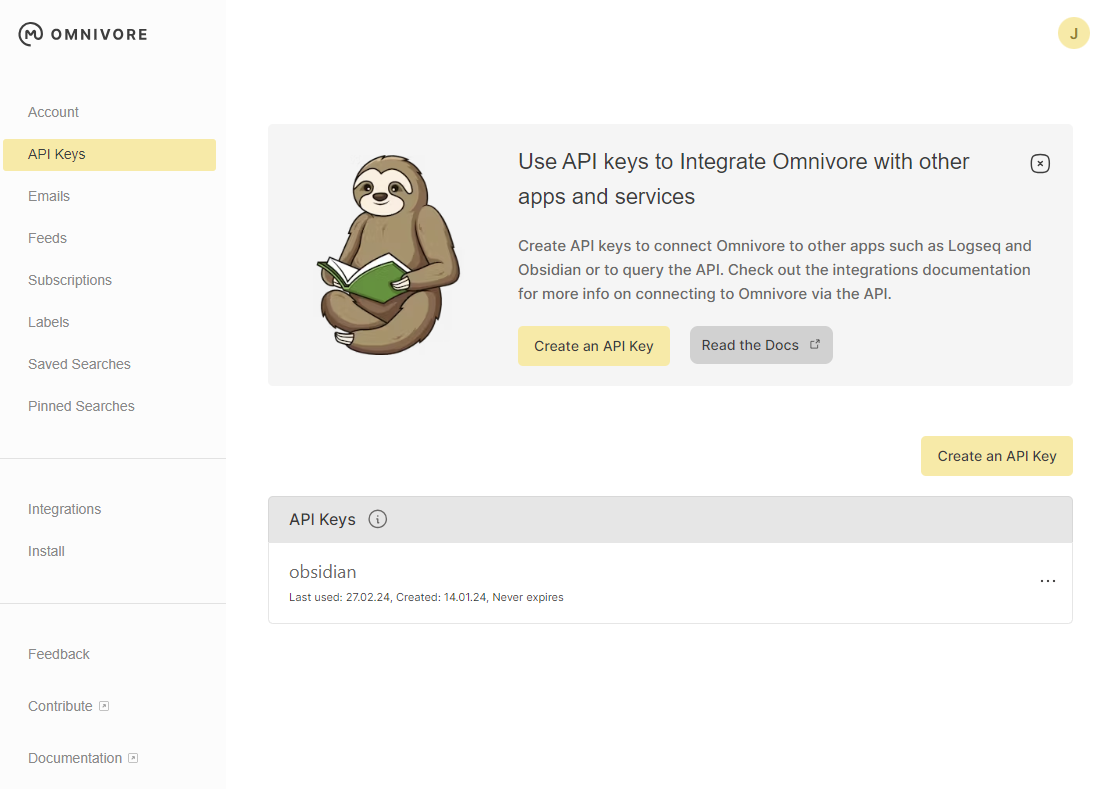 OMNIVORE
J
Account
API Keys
Emails
Feeds
Subscriptions
Labels
Saved Searches
Pinned Searches
Integrations
Install
Feedback
Contribute
Documentation
Use API keys to Integrate Omnivore with other
apps and services
Create API keys to connect Omnivore to other apps such as Logseq and
Obsidian or to query the API. Check out the integrations documentation
for more info on connecting to Omnivore via the API.
Create an API Key
Read the Docs
Create an API Key
API Keys
obsidian
Last used: 27.02.24, Created: 14.01.24, Never expires